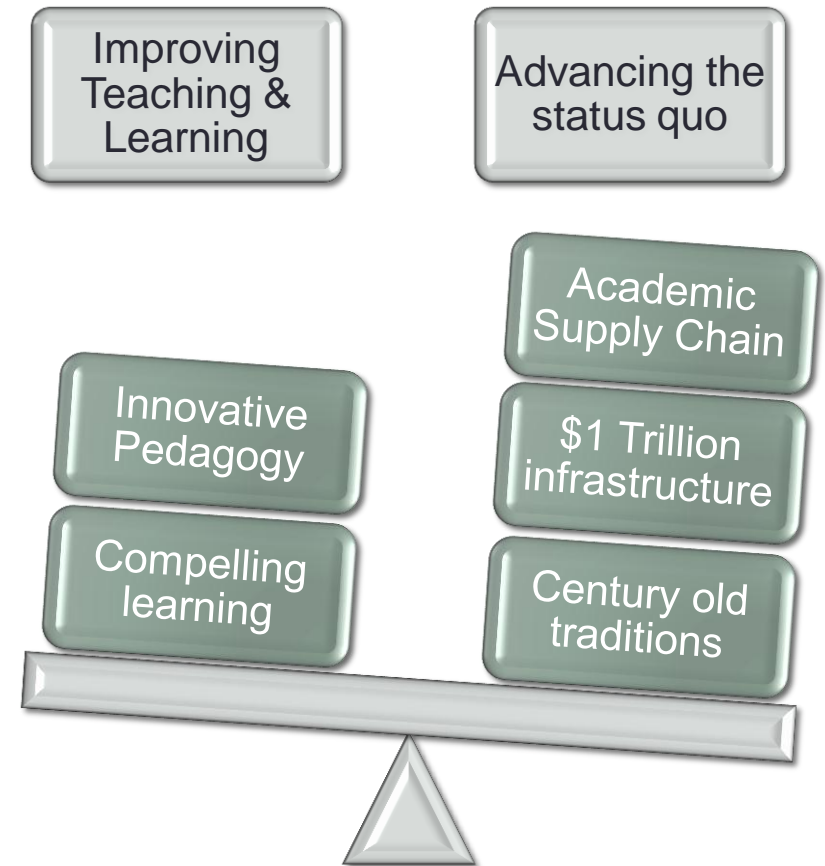 Improving
Teaching &
Learning
Advancing the
status quo
Innovative
Pedagogy
Compelling
learning
Academic
Supply Chain
$1 Trillion
infrastructure
Century old
traditions